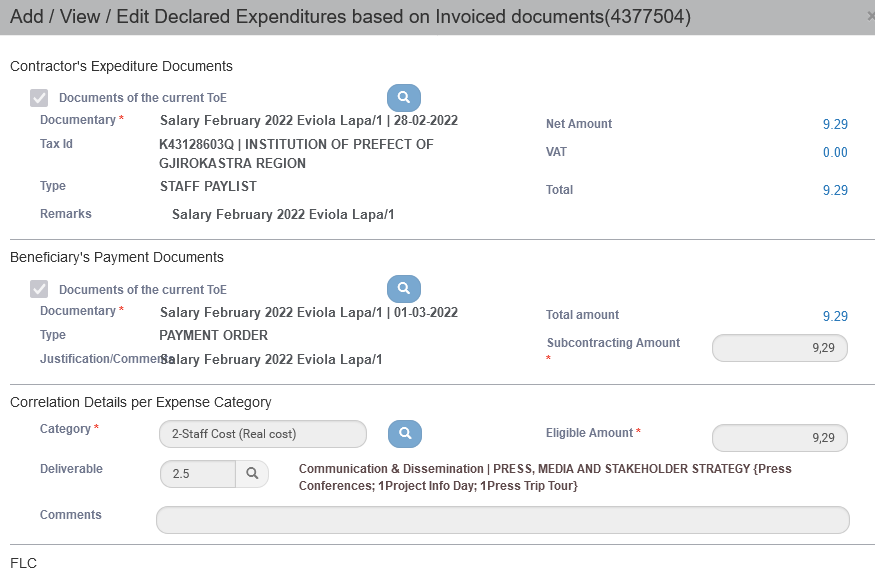 Add / View / Edit Declared Expenditures based on Invoiced documents(4377504)
×
Contractor's Expediture Documents
Documents of the current ToE
Documentary * Salary February 2022 Eviola Lapa/1 | 28-02-2022
Net Amount 9.29
Tax Id K43128603Q | INSTITUTION OF PREFECT OF
GJIROKASTRA REGION
VAT 0.00
Type STAFF PAYLIST
Total 9.29
Remarks Salary February 2022 Eviola Lapa/1
Beneficiary's Payment Documents
Documents of the current ToE
Documentary * Salary February 2022 Eviola Lapa/1 | 01-03-2022
Total amount 9.29
Type PAYMENT ORDER
Subcontracting Amount
* 9,29
Justification/Comments Salary February 2022 Eviola Lapa/1
Correlation Details per Expense Category
Category * 2-Staff Cost (Real cost)
Eligible Amount * 9,29
Deliverable 2.5 Communication & Dissemination | PRESS, MEDIA AND STAKEHOLDER STRATEGY {Press
Conferences; 1Project Info Day; 1Press Trip Tour}
Comments
FLC